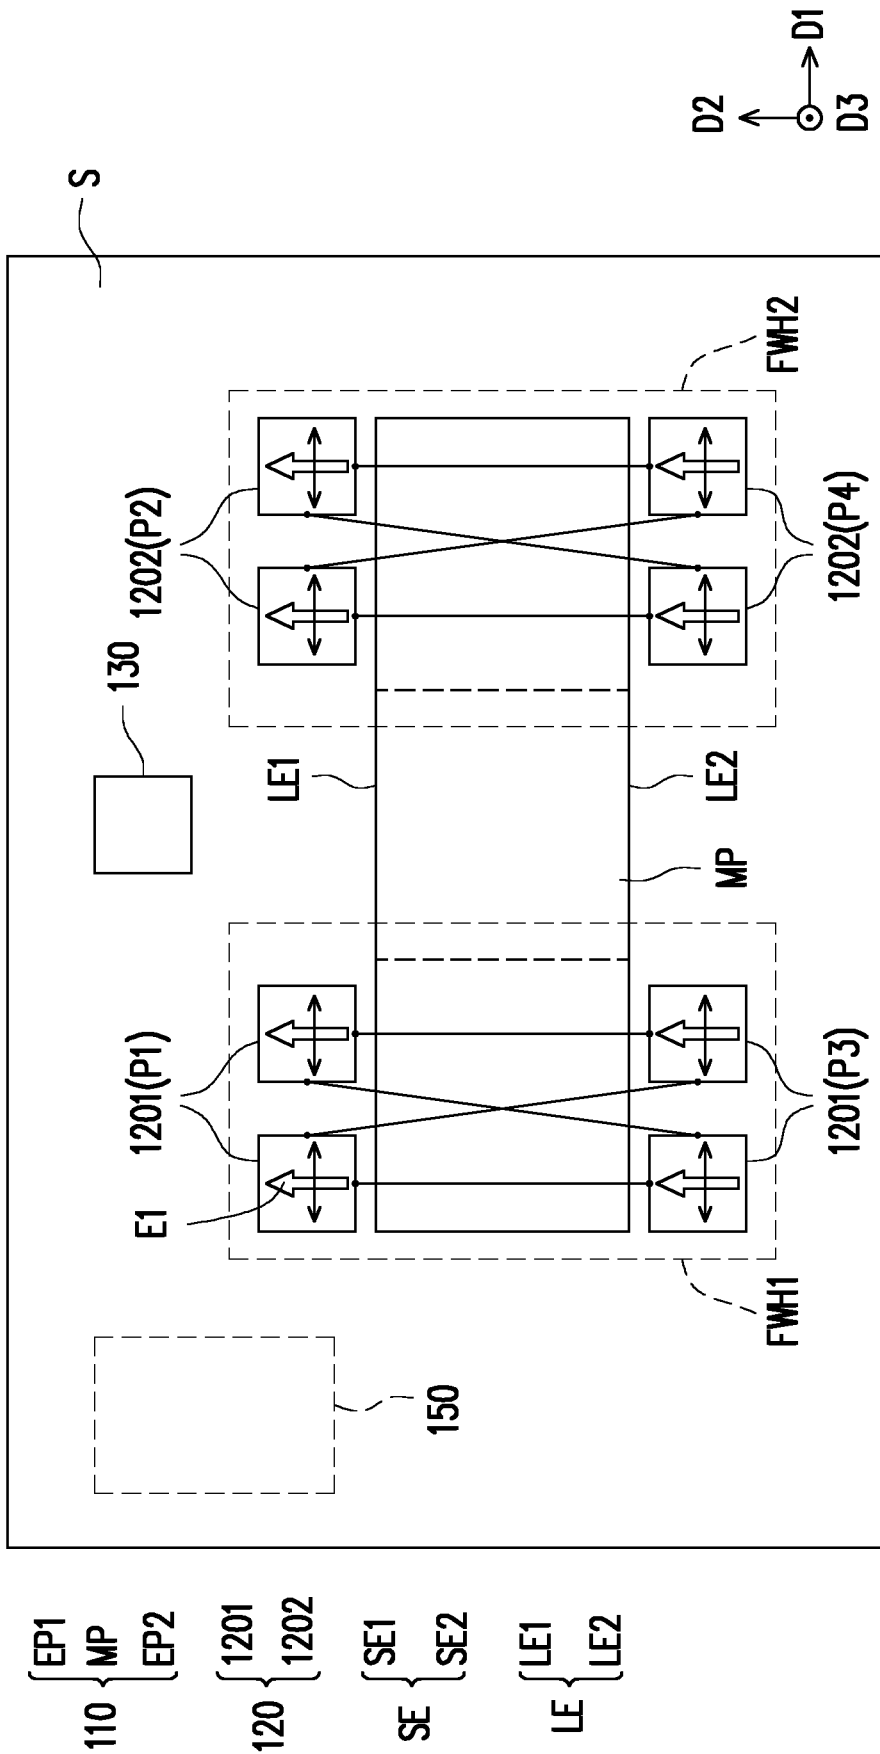 110
EP1
MP
EP2
120
1201
1202
SE
SE1
SE2
LE
LE1
LE2
S
130
E1
1201(P1)
1202(P2)
LE1
150
LE2
MP
FWH1
FWH2
1201(P3)
1202(P4)
D2
D1
D3